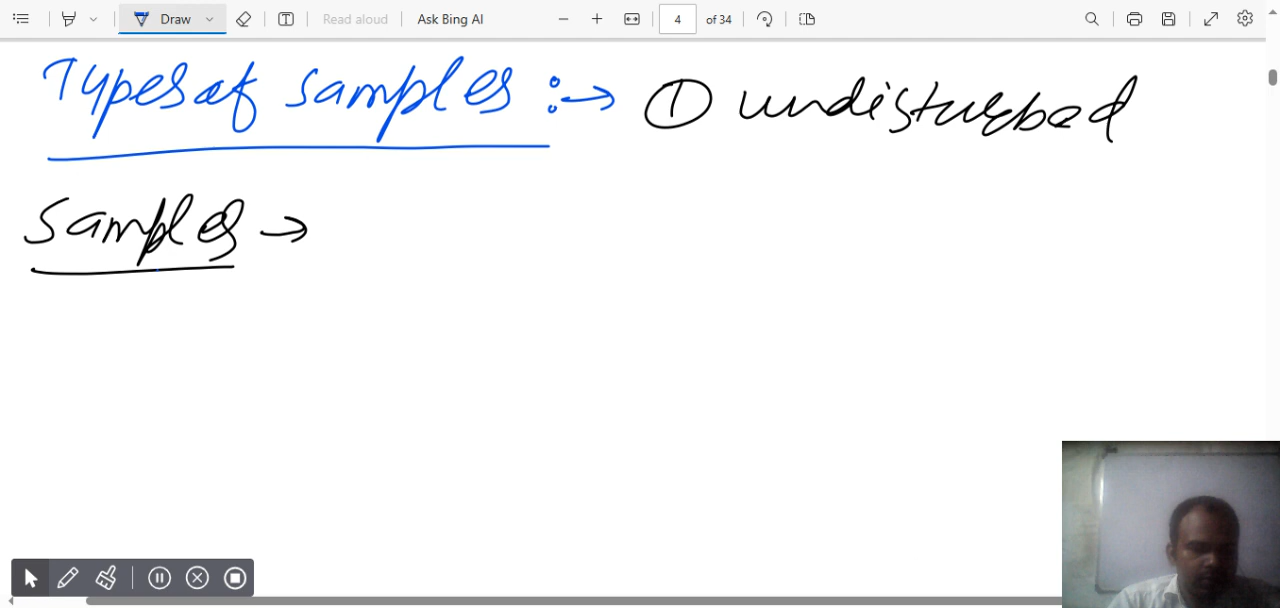 Read aloud
Draw
Ask Bing AI
4 of 34
Types of samples :→ ① undisturbed
samples →